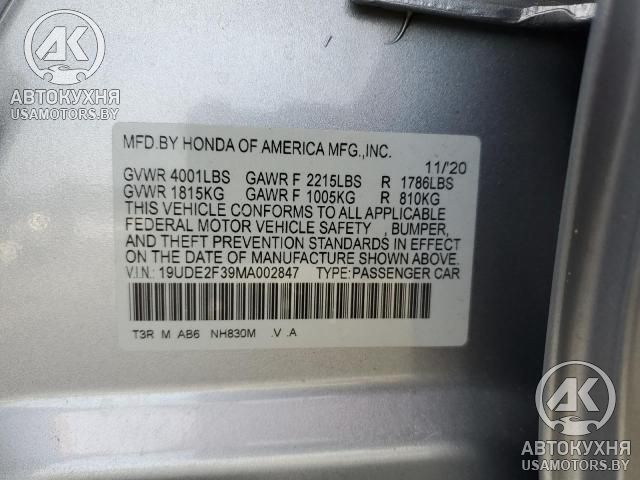 AK
АВТОКУХНЯ
USAMOTORS.BY
MFD.BY HONDA OF AMERICA MFG.,INC.
11/'20
GVWR 4001LBS GAWR F 2215LBS R 1786LBS
GVWR 1815KG GAWR F 1005KG R 810KG
THIS VEHICLE CONFORMS TO ALL APPLICABLE
FEDERAL MOTOR VEHICLE SAFETY , BUMPER,
AND THEFT PREVENTION STANDARDS IN EFFECT
ON THE DATE OF MANUFACTURE SHOWN ABOVE.
V.I.N.: 19UDE2F39MA002847 TYPE:PASSENGER CAR
T3R M AB6 NH830M .V .A
AK
АВТОКУХНЯ
USAMOTORS.BY